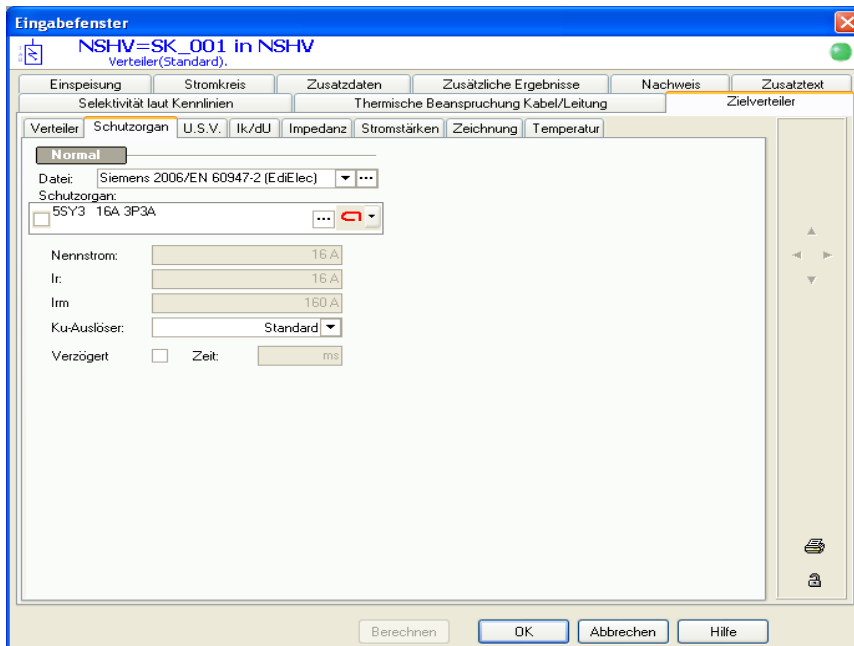 Eingabefenster
NSHV=SK_001 in NSHV
Verteiler(Standard).
Einspeisung Stromkreis Zusatzdaten Zusätzliche Ergebnisse Nachweis Zusatztext
Selektivität laut Kennlinien Thermische Beanspruchung Kabel/Leitung Zielverteiler
Verteiler Schutzorgan U.S.V. Ik/dU Impedanz Stromstärken Zeichnung Temperatur
Normal
Datei: Siemens 2006/EN 60947-2 (EdiElec) ...
Schutzorgan:
5SY3 16A 3P3A ...
Nennstrom: 16 A
Ir: 16 A
Irm 160 A
Ku-Auslöser: Standard
Verzögert Zeit: ms
Berechnen OK Abbrechen Hilfe